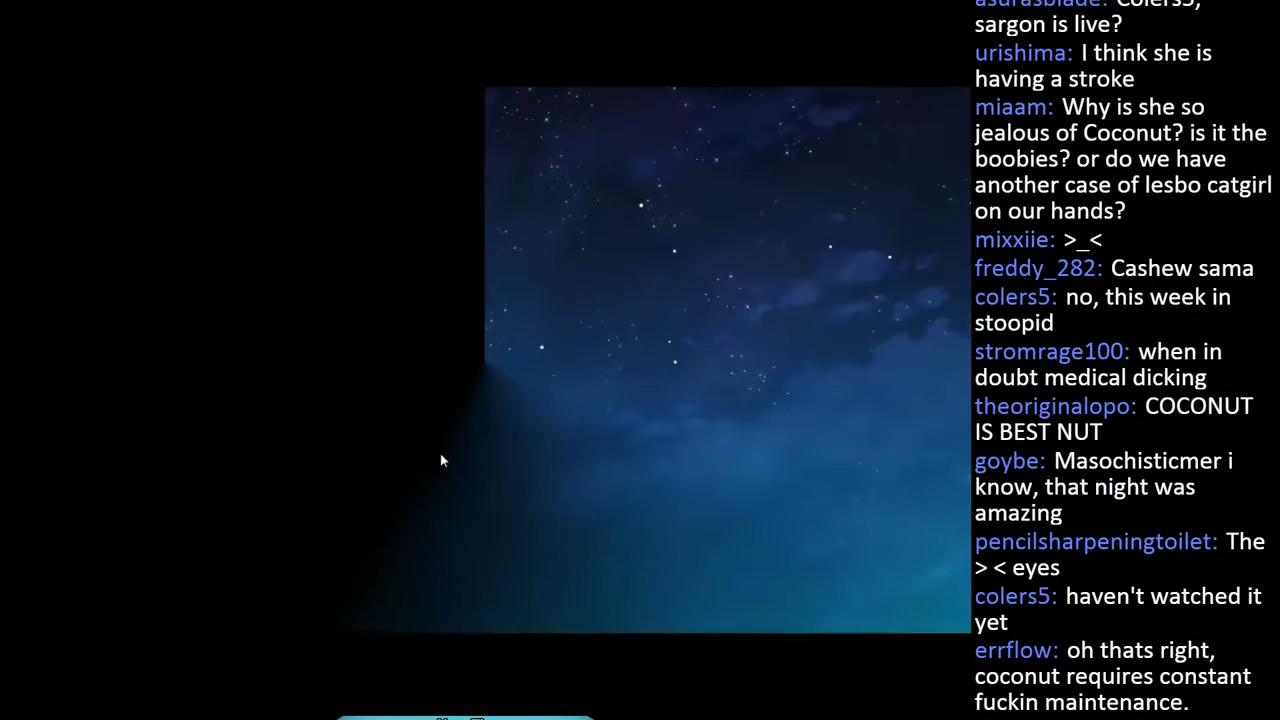 asurasblade: Colers5,
sargon is live?
urishima: I think she is
having a stroke
miaam: Why is she so
jealous of Coconut? is it the
boobies? or do we have
another case of lesbo catgirl
on our hands?
mixxiie: >_<
freddy_282: Cashew sama
colers5: no, this week in
stoopid
stromrage100: when in
doubt medical dicking
theoriginalopo: COCONUT
IS BEST NUT
goybe: Masochisticmer i
know, that night was
amazing
pencilsharpeningtoilet: The
> < eyes
colers5: haven't watched it
yet
errflow: oh thats right,
coconut requires constant
fuckin maintenance.